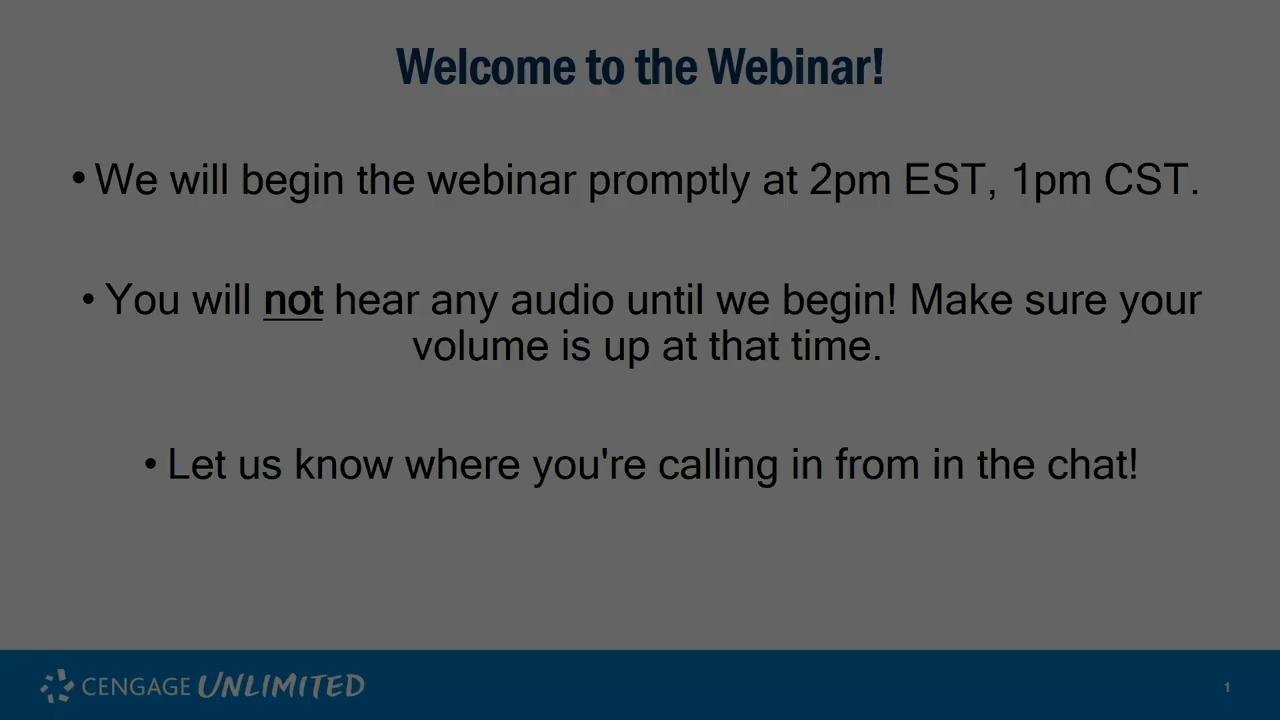 Welcome to the Webinar!
• We will begin the webinar promptly at 2pm EST, 1pm CST.
• You will not hear any audio until we begin! Make sure your
volume is up at that time.
• Let us know where you're calling in from in the chat!
CENGAGE UNLIMITED
1